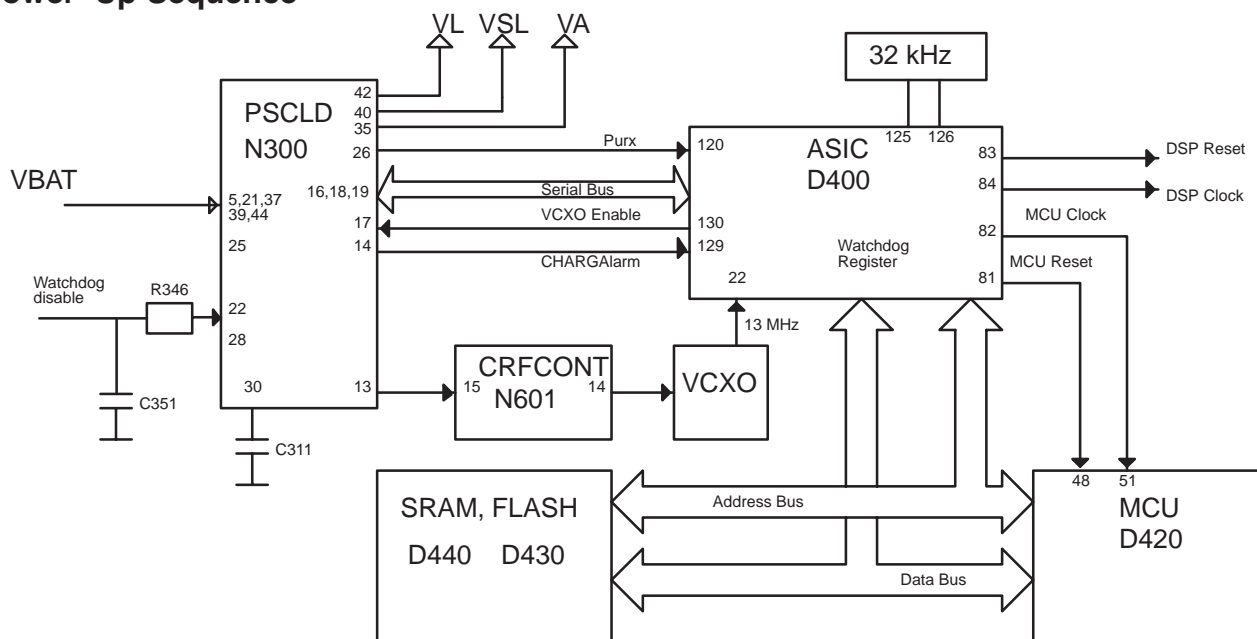 Up Sequence
VL VSL VA
32 kHz
42
40
35
26
PSCLD
N300
Purx
120
125 126
ASIC
D400
83
84
DSP Reset
DSP Clock
VBAT
5,21,37
39,44
16,18,19
Serial Bus
17
VCXO Enable
130
25
14
CHARGAlarm
129
Watchdog
Register
82
MCU Clock
81
MCU Reset
22
Watchdog
disable
R346
22
28
13 MHz
30
13
15
CRFCONT
N601
14
VCXO
C351
C311
48 51
SRAM, FLASH
D440 D430
Address Bus
MCU
D420
Data Bus